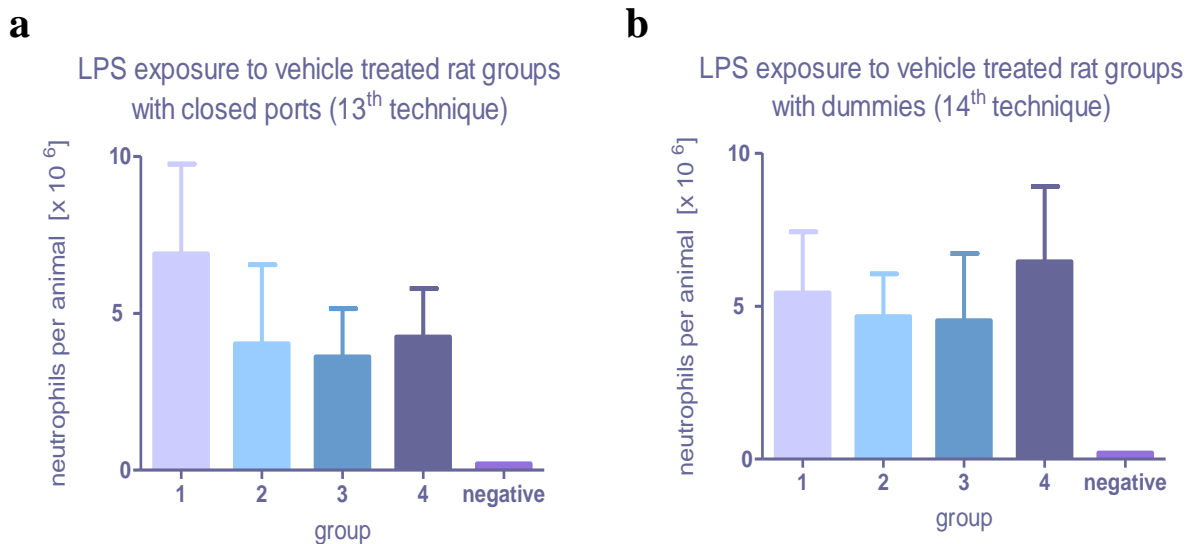 a
LPS exposure to vehicle treated rat groups
with closed ports (13th technique)
neutrophils per animal [x 10 6]
10
5
0
1 2 3 4 negative
group
b
LPS exposure to vehicle treated rat groups
with dummies (14th technique)
neutrophils per animal [x 10 6]
10
5
0
1 2 3 4 negative
group